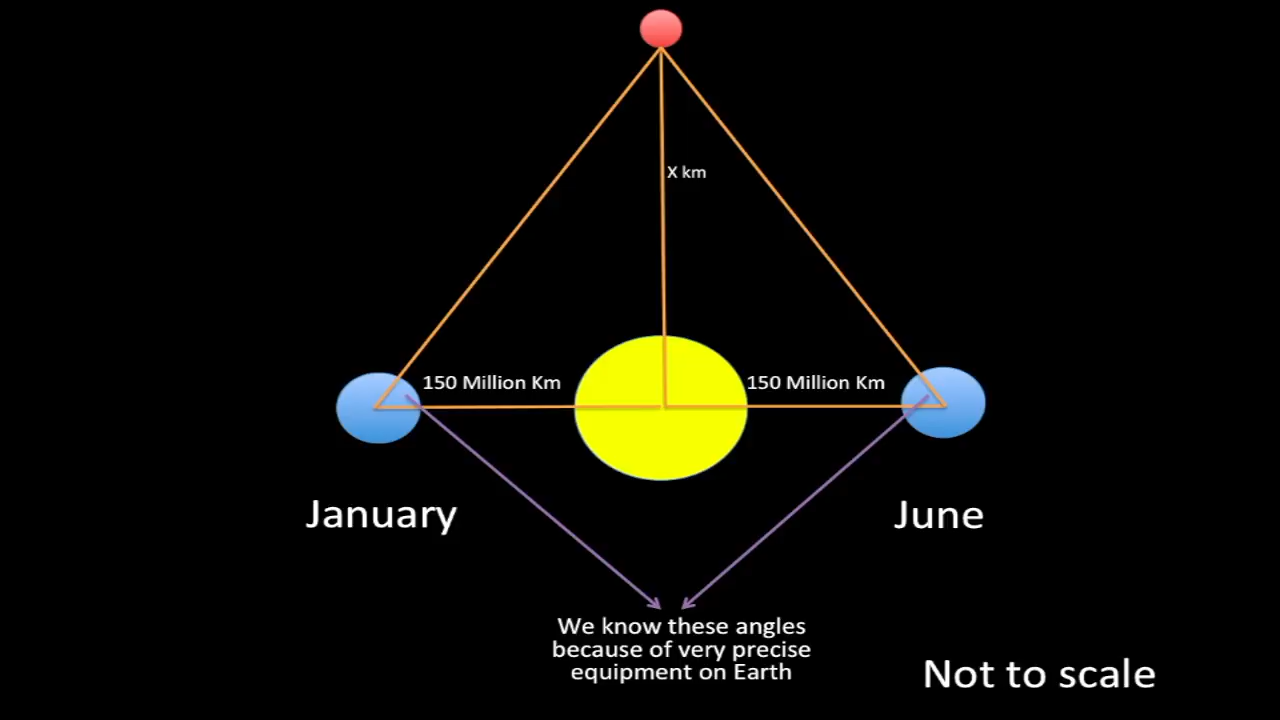 X km
150 Million Km
150 Million Km
January
June
We know these angles
because of very precise
equipment on Earth
Not to scale